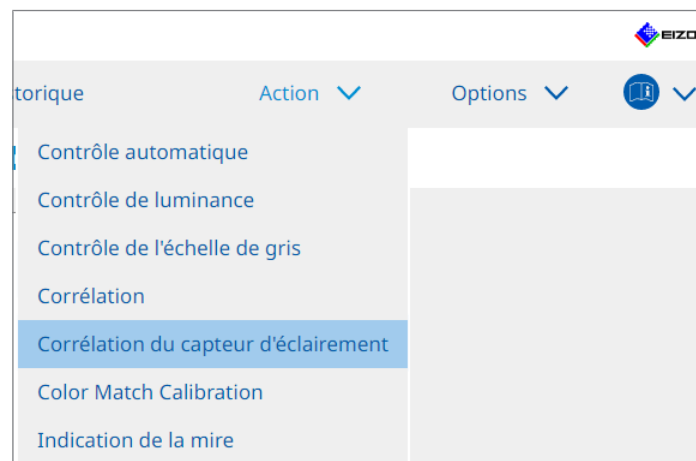 EIZO
torique
Action
Options
Contrôle automatique
Contrôle de luminance
Contrôle de l'échelle de gris
Corrélation
Corrélation du capteur d'éclairement
Color Match Calibration
Indication de la mire